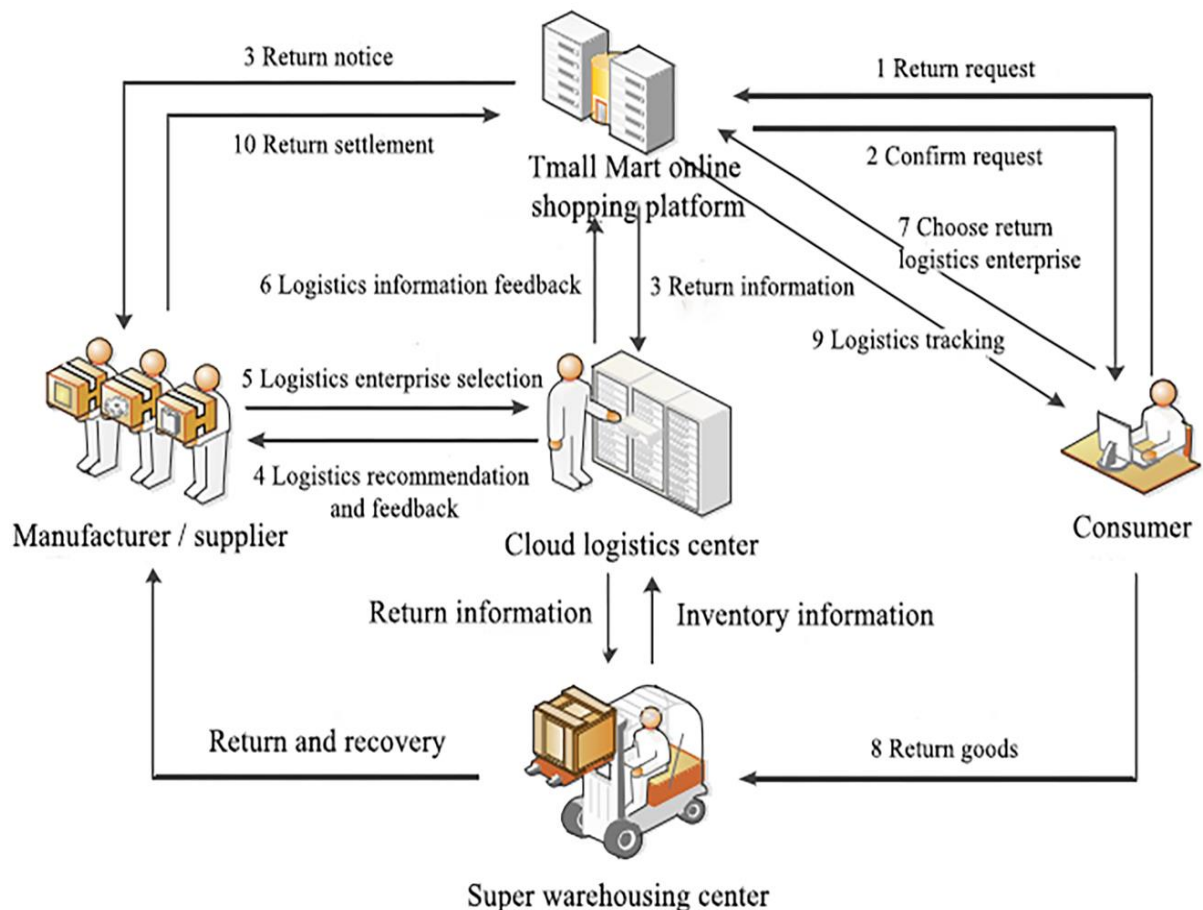 3 Return notice
1 Return request
10 Return settlement
2 Confirm request
Tmall Mart online
shopping platform
7 Choose return
logistics enterprise
6 Logistics information feedback
3 Return information
9 Logistics tracking
5 Logistics enterprise selection
4 Logistics recommendation
and feedback
Manufacturer / supplier
Cloud logistics center
Consumer
Return information
Inventory information
Return and recovery
8 Return goods
Super warehousing center